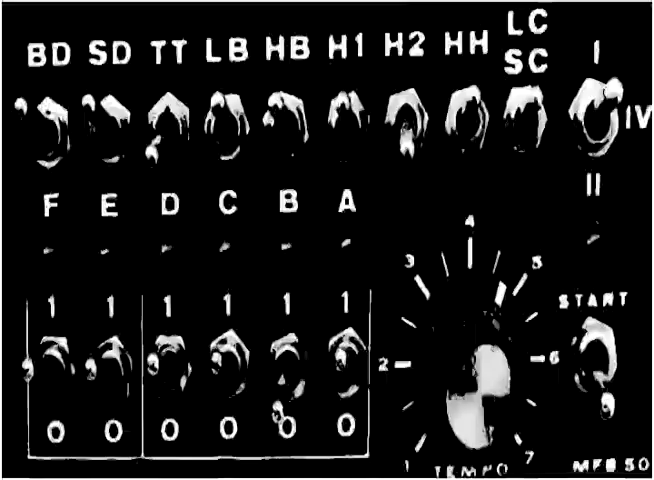 BD SD TT LB HB H1 H2 HH LC SC I
IV
F E D C B A II
1 1 1 1 1 1
0 0 0 0 0 0
1 2 3 4 5 6 7
TEMPO
START
MFB 50